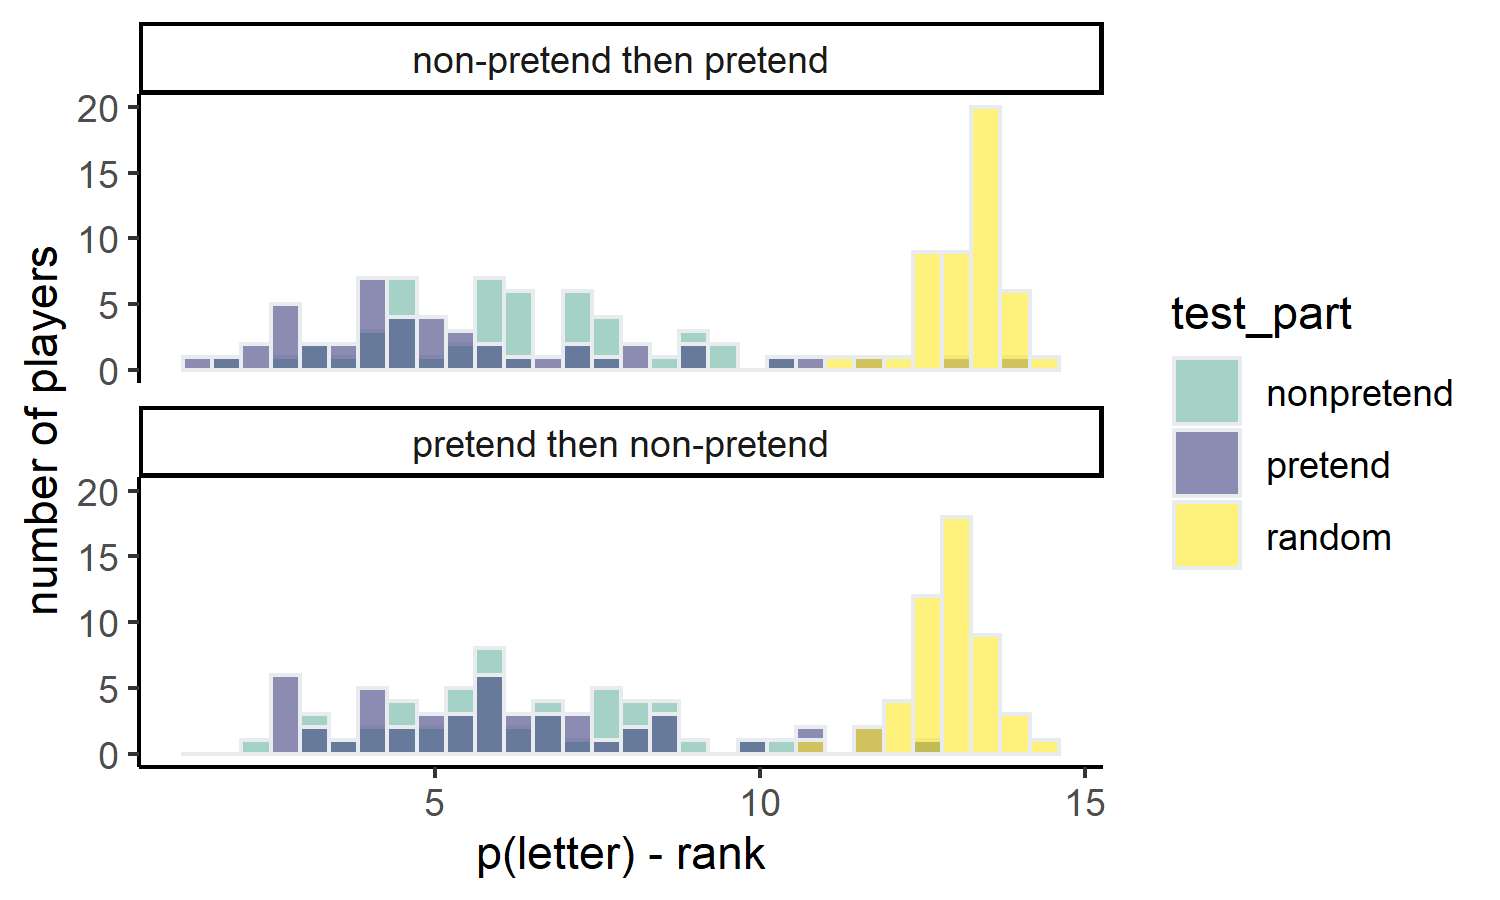 non-pretend then pretend
20
15
10
5
0
number of players
pretend then non-pretend
20
15
10
5
0
5 10 15
p(letter) - rank
test_part
nonpretend
pretend
random